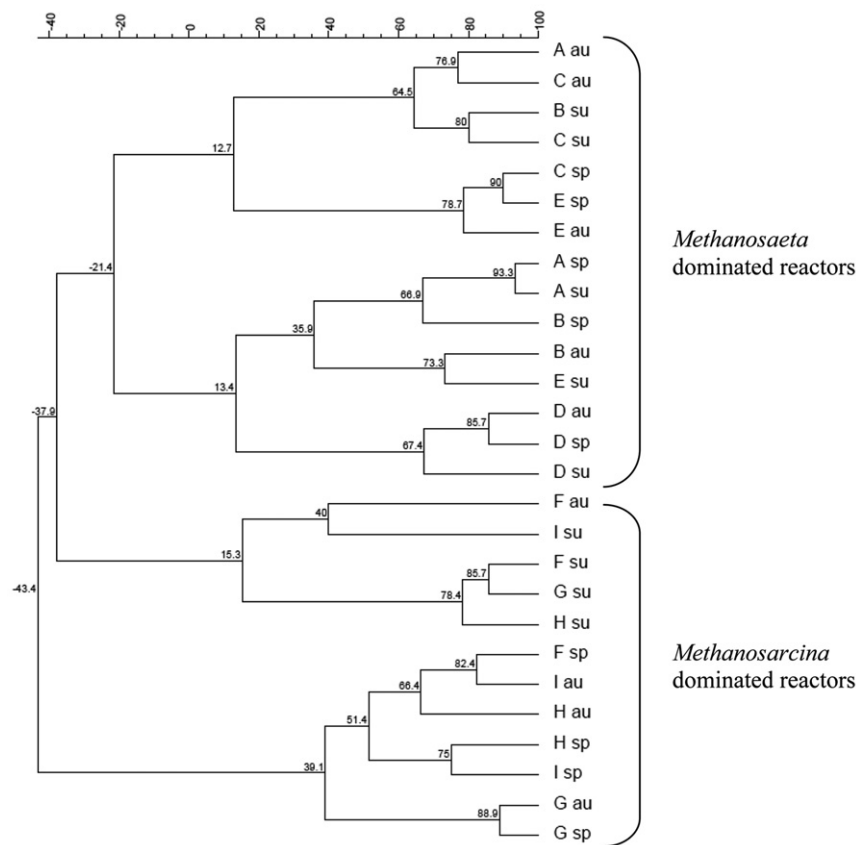 -40 -20 0 20 40 60 80 100
A au
76.9
C au
64.5
B su
80
C su
12.7
C sp
90
E sp
78.7
E au
-21.4
A sp
93.3
A su
66.9
B sp
35.9
B au
73.3
E su
13.4
D au
85.7
D sp
67.4
D su
-37.9
F au
40
I su
15.3
F su
85.7
G su
78.4
H su
-43.4
F sp
82.4
I au
66.4
H au
51.4
H sp
75
I sp
39.1
G au
88.9
G sp
Methanosaeta
dominated reactors
Methanosarcina
dominated reactors